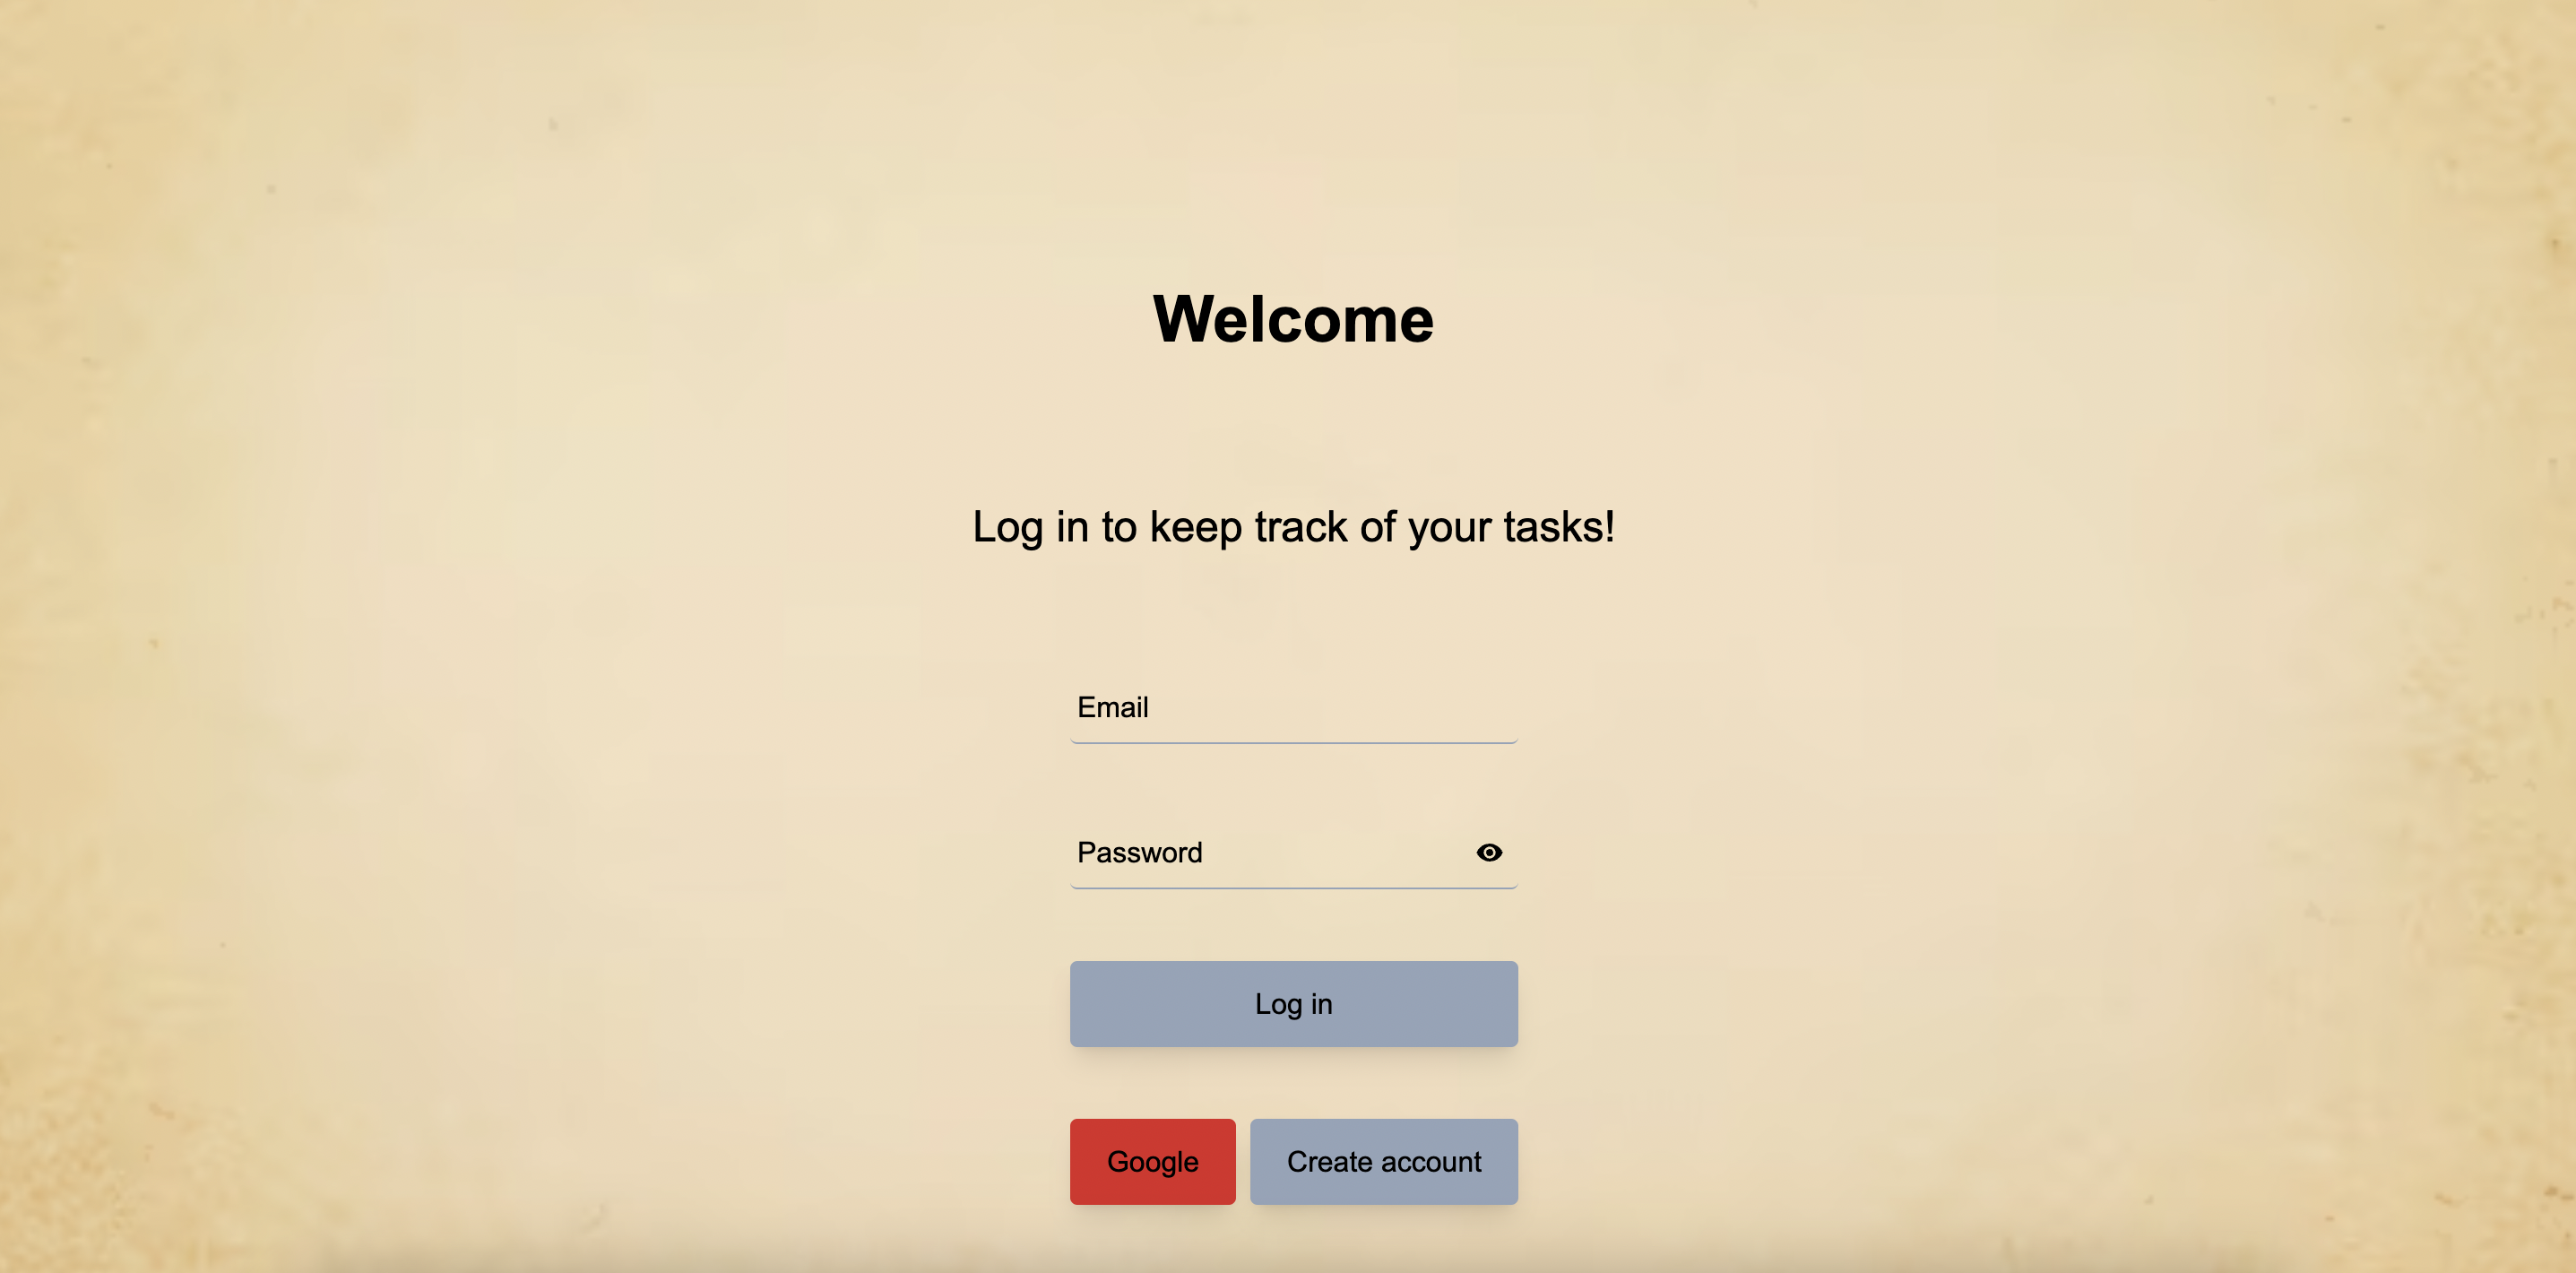 Welcome
Log in to keep track of your tasks!
Email
Password
Log in
Google
Create account